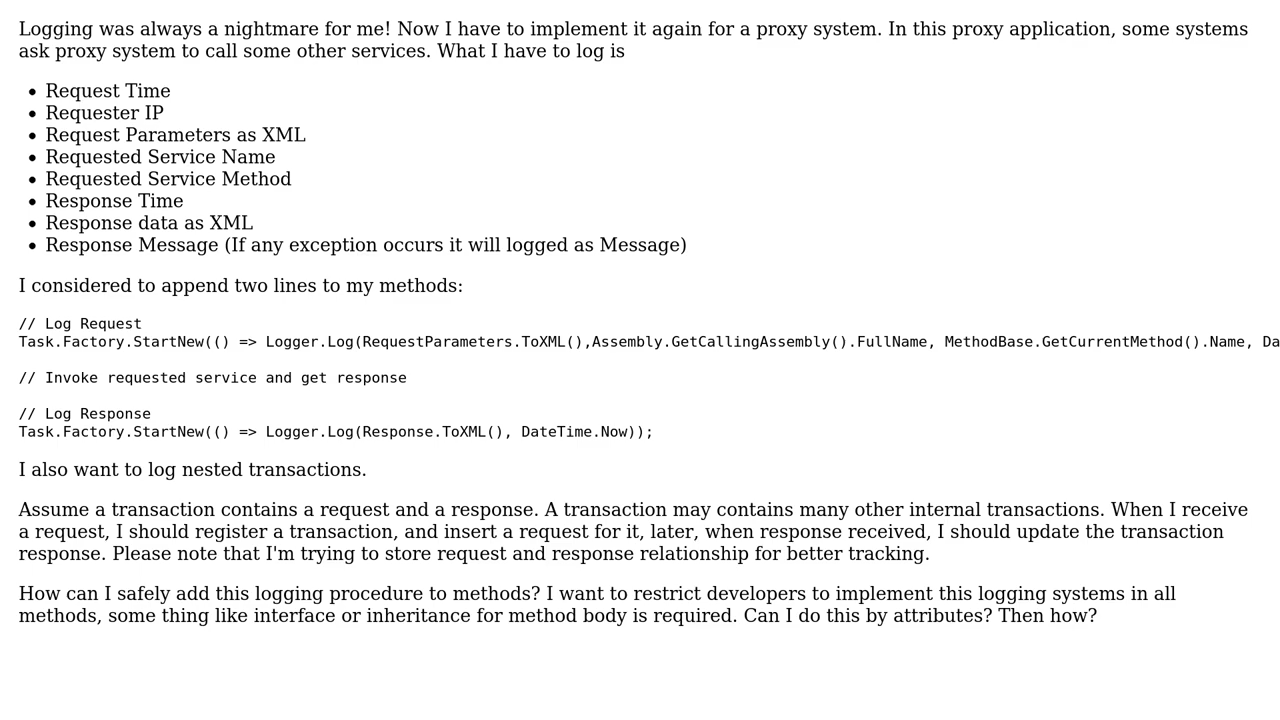 Logging was always a nightmare for me! Now I have to implement it again for a proxy system. In this proxy application, some systems
ask proxy system to call some other services. What I have to log is
• Request Time
• Requester IP
• Request Parameters as XML
• Requested Service Name
• Requested Service Method
• Response Time
• Response data as XML
• Response Message (If any exception occurs it will logged as Message)
I considered to append two lines to my methods:
// Log Request
Task.Factory.StartNew(() => Logger.Log(RequestParameters.ToXML(),Assembly.GetCallingAssembly().FullName, MethodBase.GetCurrentMethod().Name, Da
// Invoke requested service and get response
// Log Response
Task.Factory.StartNew(() => Logger.Log(Response.ToXML(), DateTime.Now));
I also want to log nested transactions.
Assume a transaction contains a request and a response. A transaction may contains many other internal transactions. When I receive
a request, I should register a transaction, and insert a request for it, later, when response received, I should update the transaction
response. Please note that I'm trying to store request and response relationship for better tracking.
How can I safely add this logging procedure to methods? I want to restrict developers to implement this logging systems in all
methods, some thing like interface or inheritance for method body is required. Can I do this by attributes? Then how?